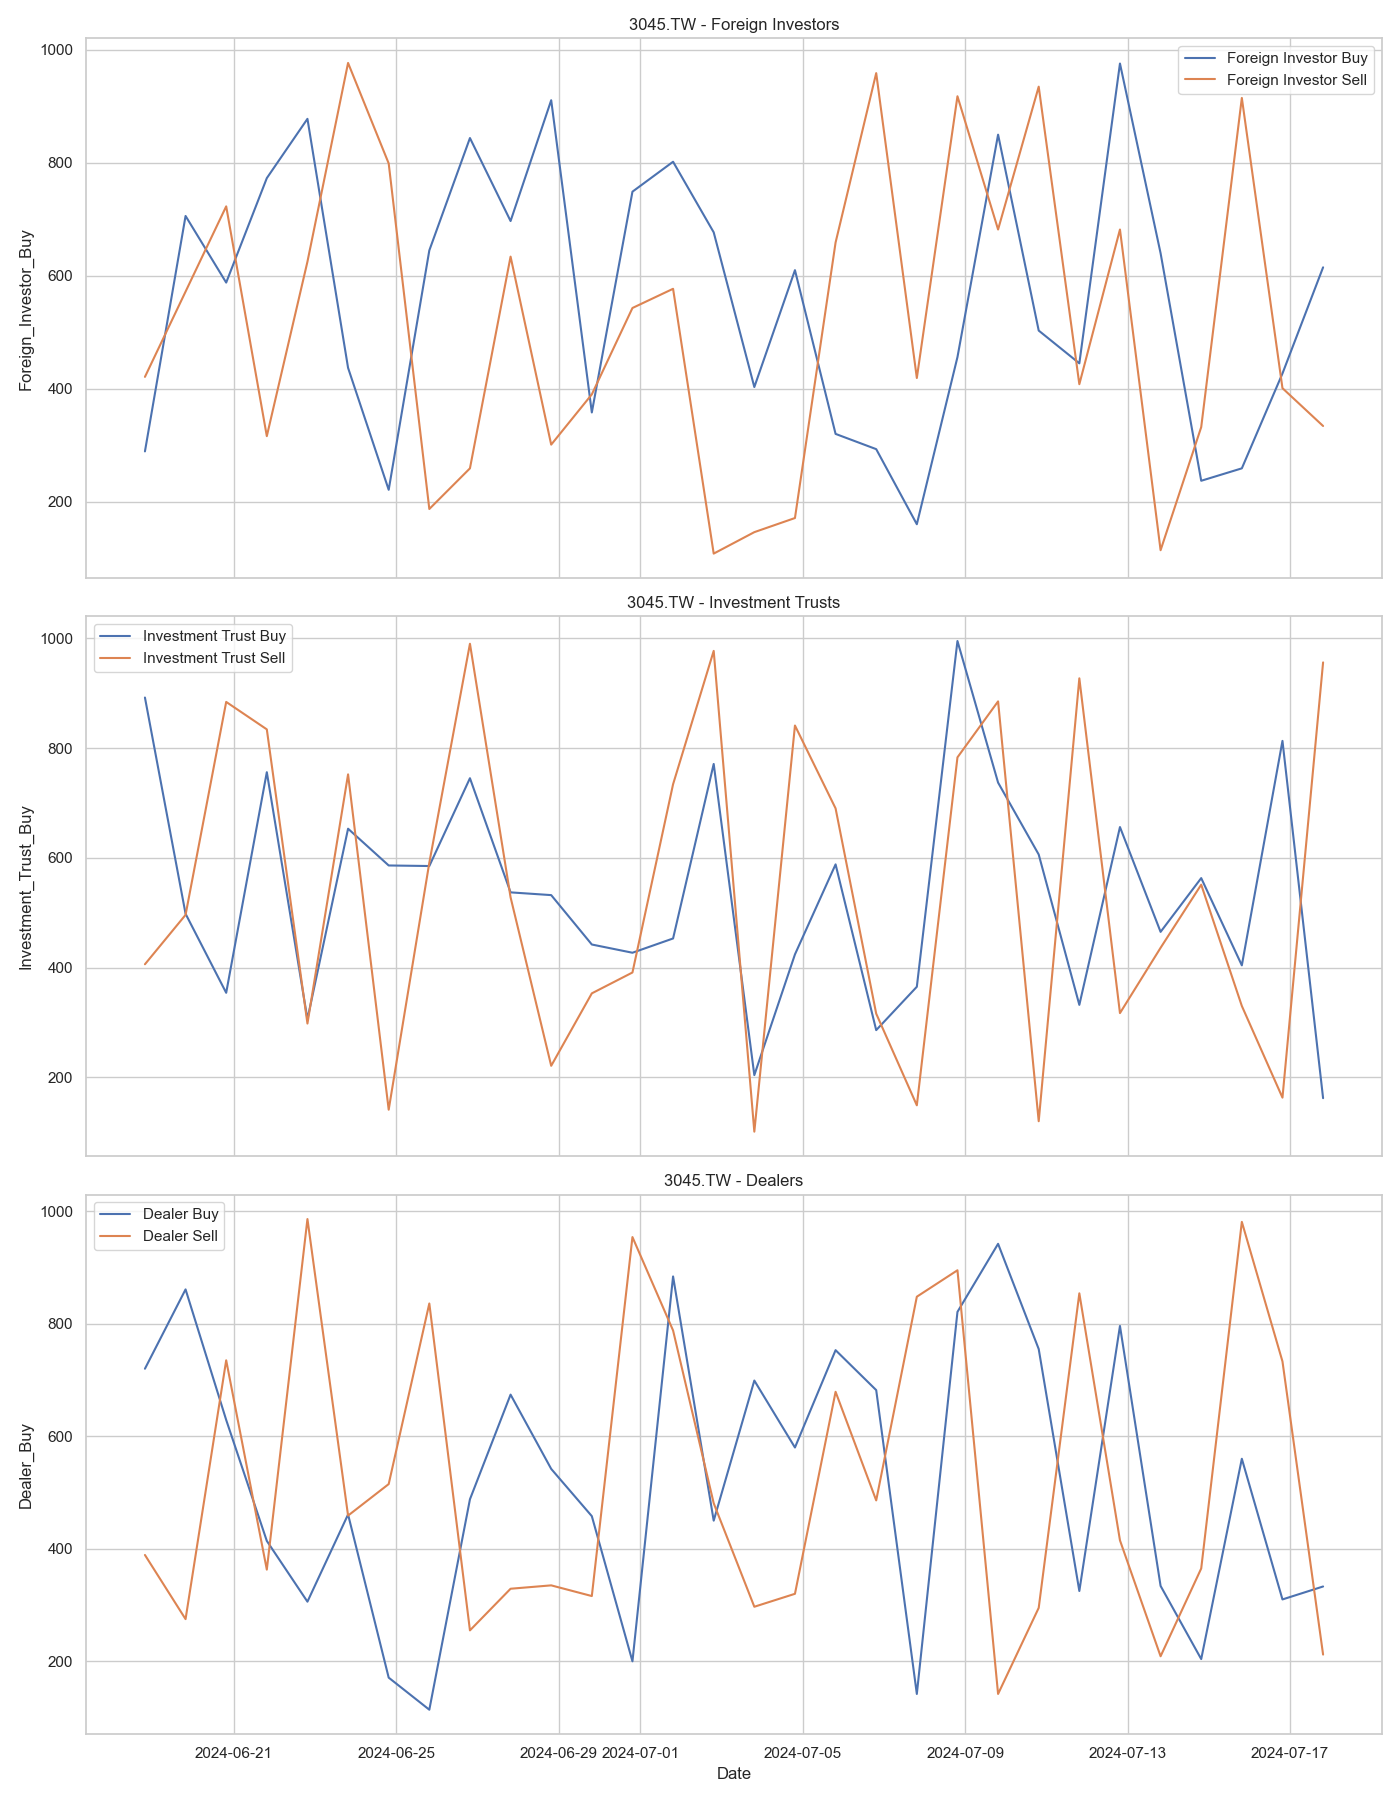 3045.TW - Foreign Investors
Foreign_Investor_Buy
1000
800
600
400
200
Foreign Investor Buy
Foreign Investor Sell
3045.TW - Investment Trusts
Investment_Trust_Buy
1000
800
600
400
200
Investment Trust Buy
Investment Trust Sell
3045.TW - Dealers
Dealer_Buy
1000
800
600
400
200
Dealer Buy
Dealer Sell
2024-06-21 2024-06-25 2024-06-29 2024-07-01 2024-07-05 2024-07-09 2024-07-13 2024-07-17
Date